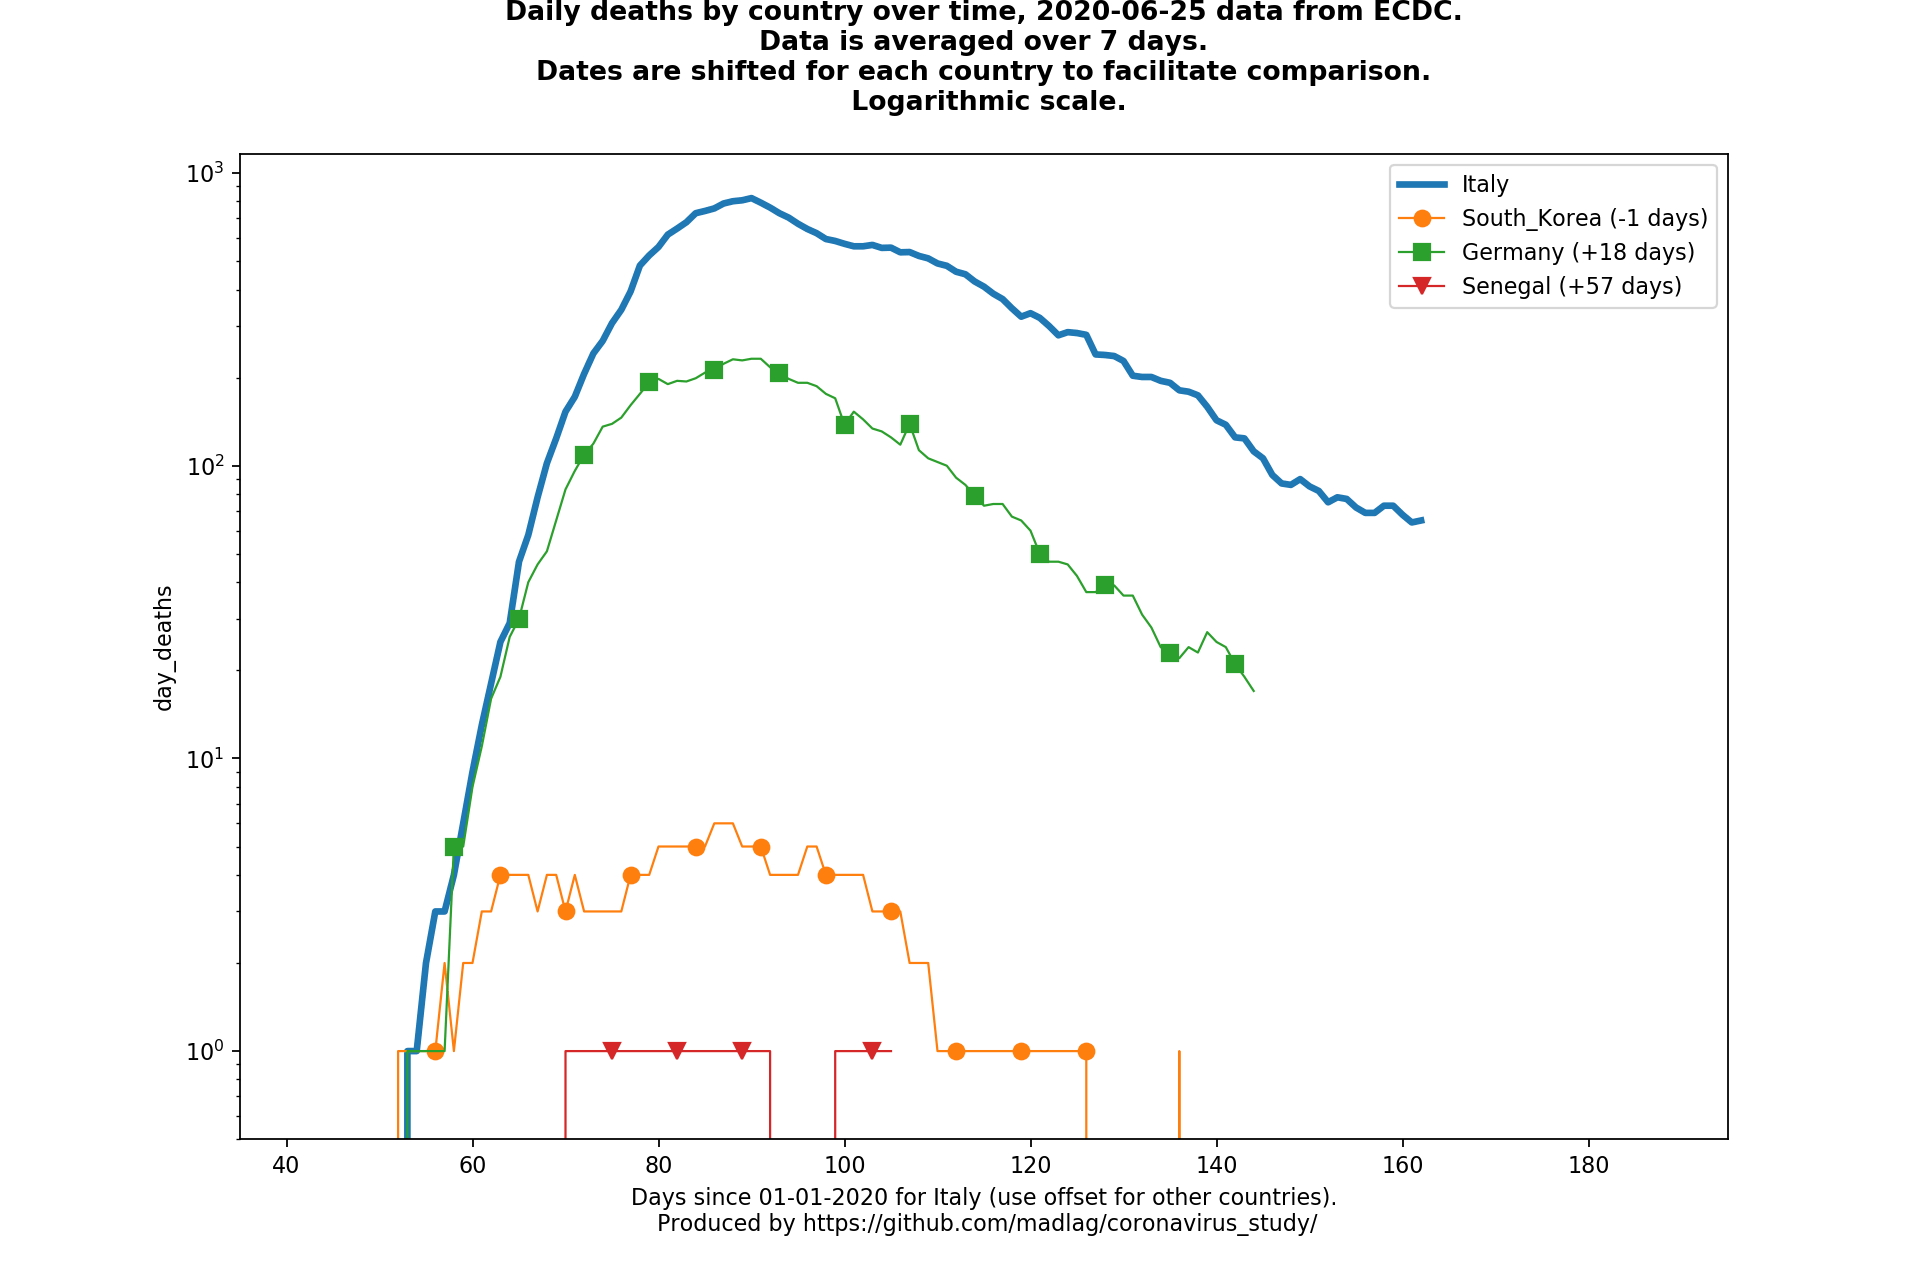 Daily deaths by country over time, 2020-06-25 data from ECDC.
Data is averaged over 7 days.
Dates are shifted for each country to facilitate comparison.
Logarithmic scale.
10³
Italy
South_Korea (-1 days)
Germany (+18 days)
Senegal (+57 days)
10²
day_deaths
10¹
10⁰
40 60 80 100 120 140 160 180
Days since 01-01-2020 for Italy (use offset for other countries).
Produced by https://github.com/madlag/coronavirus_study/